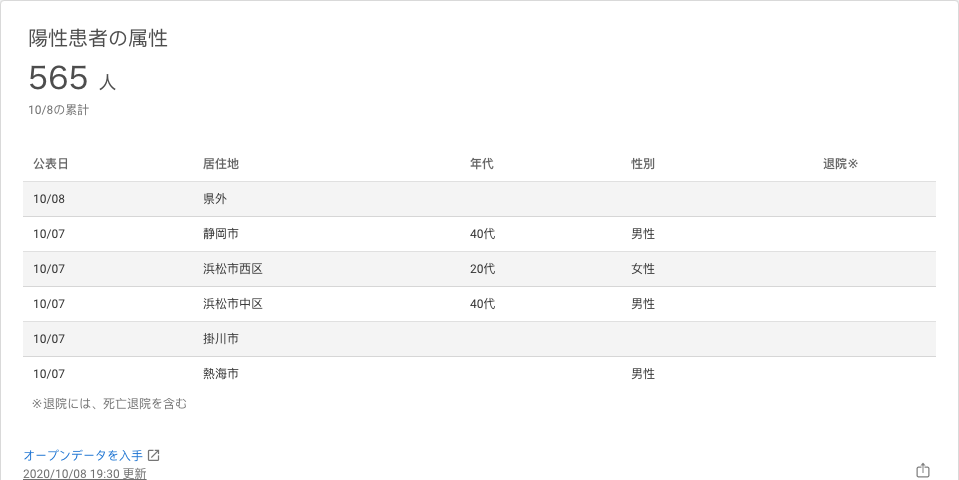 陽性患者の属性
565 人
10/8の累計
公表日 居住地 年代 性別 退院※
10/08 県外
10/07 静岡市 40代 男性
10/07 浜松市西区 20代 女性
10/07 浜松市中区 40代 男性
10/07 掛川市
10/07 熱海市 男性
※退院には、死亡退院を含む
オープンデータを入手
2020/10/08 19:30 更新